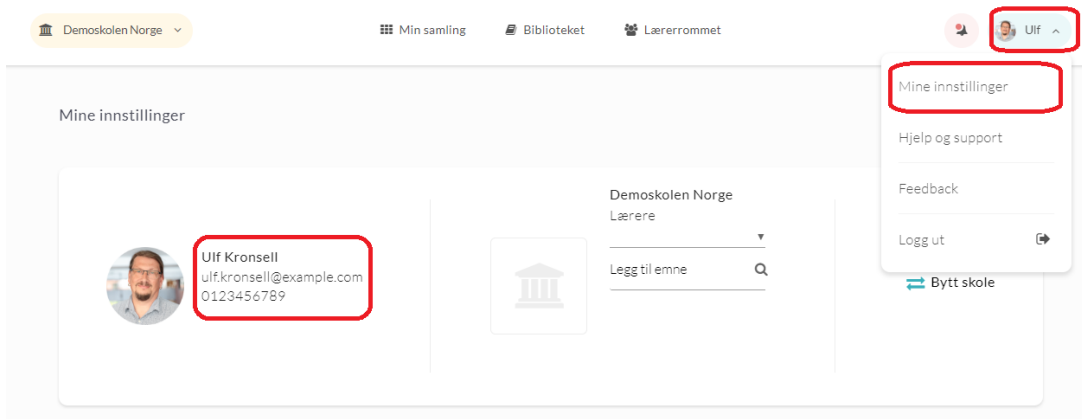 Demoskolen Norge
Min samling
Biblioteket
Lærerrommet
Ulf
Mine innstillinger
Hjelp og support
Feedback
Logg ut
Mine innstillinger
Ulf Kronsell
ulf.kronsell@example.com
0123456789
Demoskolen Norge
Lærere
Legg til emne
Bytt skole